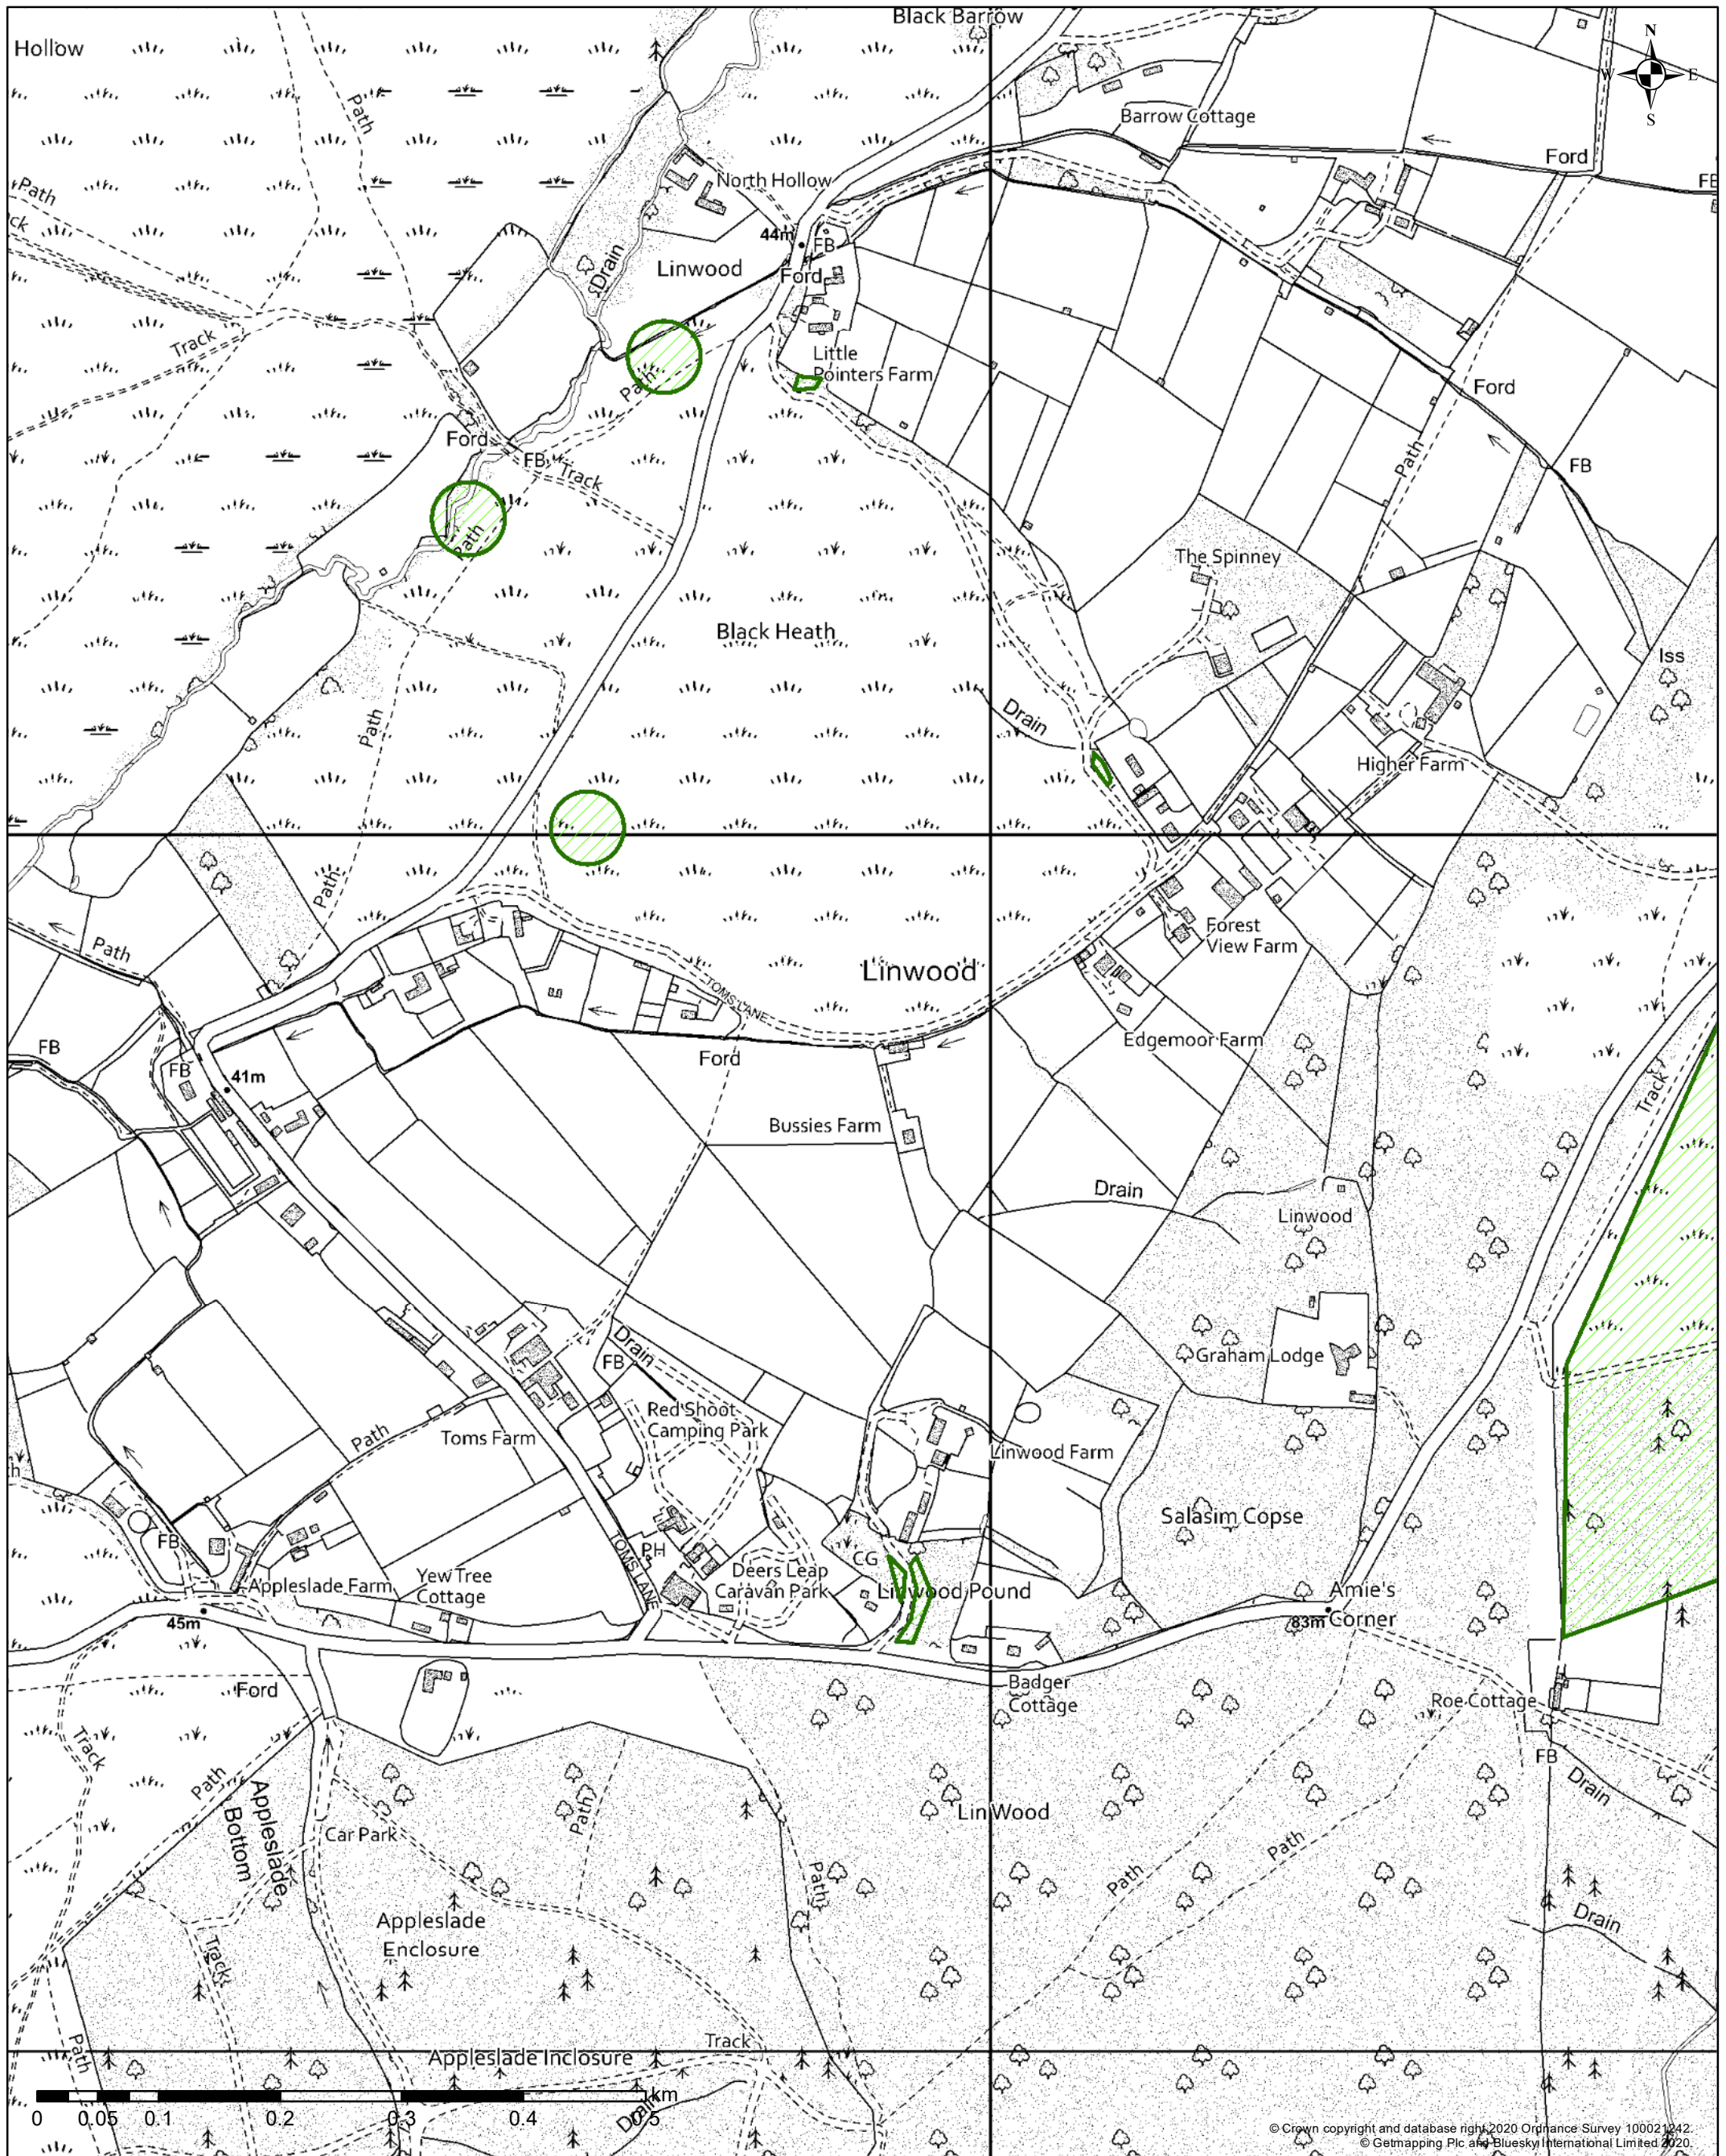 Black Barrow
Hollow
N
W E
S
Path
Barrow Cottage
Ford
Path
North Hollow
FB
44m
FB
Drain
Linwood
Ford
Track
Little
Pointers Farm
Path
Ford
Ford
FB
Track
Path
FB
Path
The Spinney
Black Heath
Iss
Path
Drain
Higher Farm
Path
Path
Forest
View Farm
Linwood
TOMS LANE
Edgemoor Farm
FB
Ford
FB
41m
Track
Bussies Farm
Drain
Linwood
Drain
FB
Graham Lodge
Red Shoot
Camping Park
Path
Toms Farm
Linwood Farm
Salasim Copse
FB
PH
CG
TOMS LANE
Deers Leap
Caravan Park
Yew Tree
Cottage
Appleslade Farm
Linwood Pound
Amie's
Corner
45m
83m
Badger
Cottage
Ford
Roe Cottage
Track
Path
FB
Drain
Appleslade
Bottom
Path
Lin Wood
Car Park
Path
Path
Path
Appleslade
Enclosure
Drain
Track
Path
Track
Appleslade Inclosure
km
0 0.05 0.1 0.2 0.3 0.4 0.5
Drain
© Crown copyright and database right 2020 Ordnance Survey 100021242.
© Getmapping Plc and Bluesky International Limited 2020.